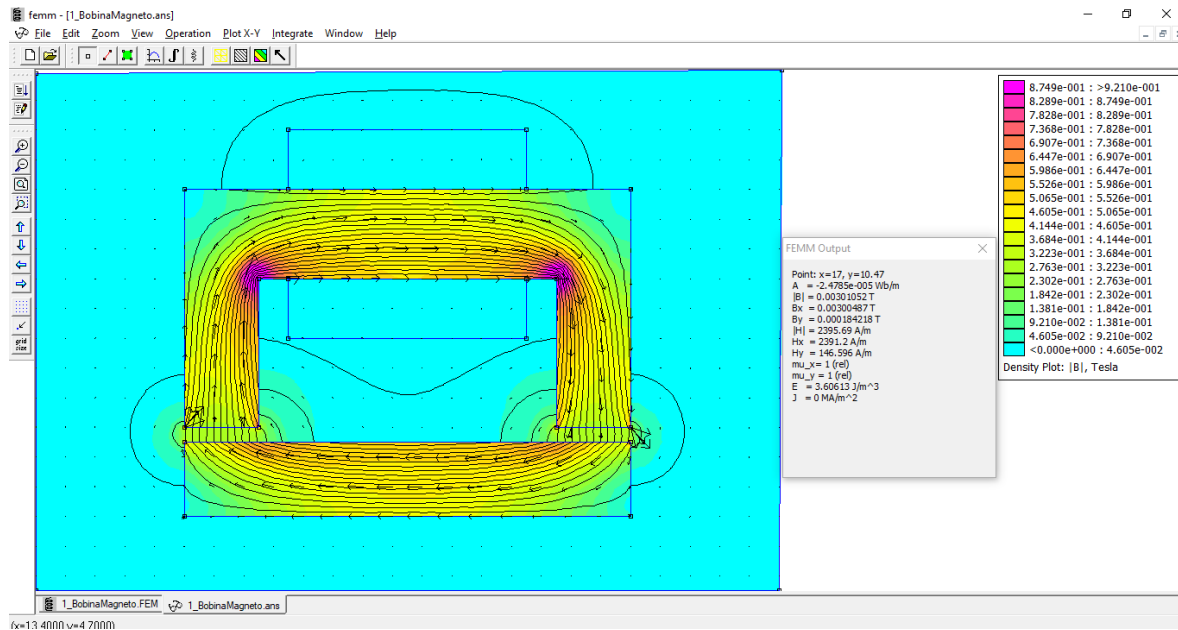 femm - [1_BobinaMagneto.ans]
File Edit Zoom View Operation Plot X-Y Integrate Window Help
grid size
8.749e-001 : >9.210e-001
8.289e-001 : 8.749e-001
7.828e-001 : 8.289e-001
7.368e-001 : 7.828e-001
6.907e-001 : 7.368e-001
6.447e-001 : 6.907e-001
5.986e-001 : 6.447e-001
5.526e-001 : 5.986e-001
5.065e-001 : 5.526e-001
4.605e-001 : 5.065e-001
4.144e-001 : 4.605e-001
3.684e-001 : 4.144e-001
3.223e-001 : 3.684e-001
2.763e-001 : 3.223e-001
2.302e-001 : 2.763e-001
1.842e-001 : 2.302e-001
1.381e-001 : 1.842e-001
9.210e-002 : 1.381e-001
4.605e-002 : 9.210e-002
<0.000e+000 : 4.605e-002
Density Plot: |B|, Tesla
FEMM Output
Point: x=17, y=10.47
A = -2.4785e-005 Wb/m
|B| = 0.00301052 T
Bx = 0.00300487 T
By = 0.000184218 T
|H| = 2395.69 A/m
Hx = 2391.2 A/m
Hy = 146.596 A/m
mu_x= 1 (rel)
mu_y = 1 (rel)
E = 3.60613 J/m^3
J = 0 MA/m^2
1_BobinaMagneto.FEM 1_BobinaMagneto.ans
(x=13.4000,y=4.7000)